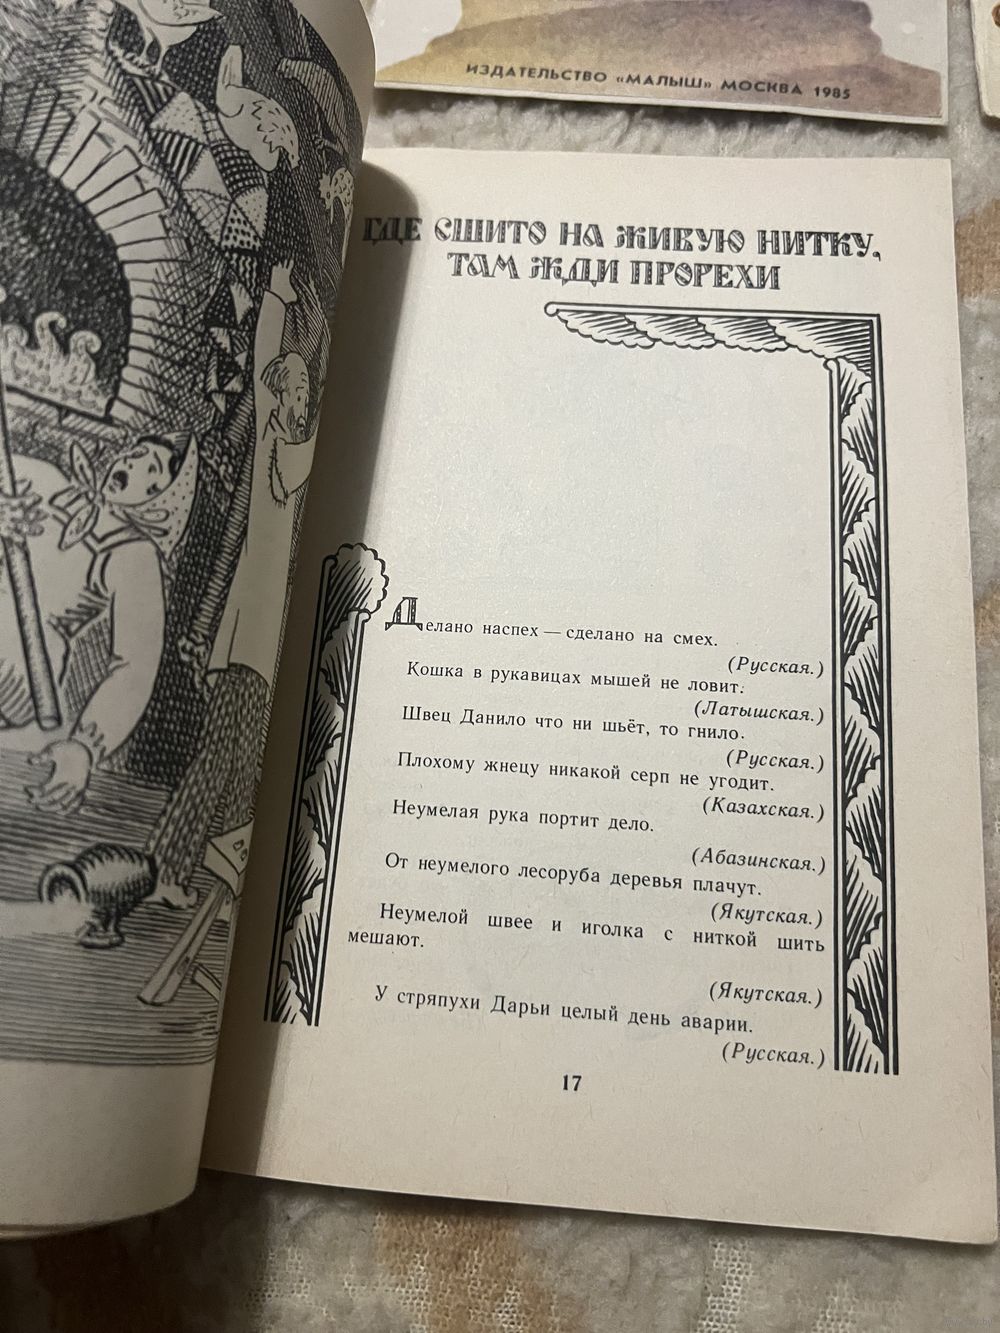 ИЗДАТЕЛЬСТВО «МАЛЫШ» МОСКВА 1985
ГДЕ СШИТО НА ЖИВУЮ НИТКУ,
ТАМ ЖДИ ПРОРЕХИ
Делано наспех — сделано на смех.
(Русская.)
Кошка в рукавицах мышей не ловит.
(Латышская.)
Швец Данило что ни шьёт, то гнило.
(Русская.)
Плохому жнецу никакой серп не угодит.
(Казахская.)
Неумелая рука портит дело.
(Абазинская.)
От неумелого лесоруба деревья плачут.
(Якутская.)
Неумелой швее и иголка с ниткой шить
мешают.
(Якутская.)
У стряпухи Дарьи целый день аварии.
(Русская.)
17